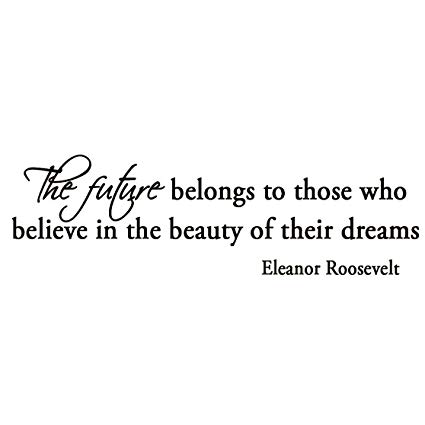 The future belongs to those who
believe in the beauty of their dreams
Eleanor Roosevelt